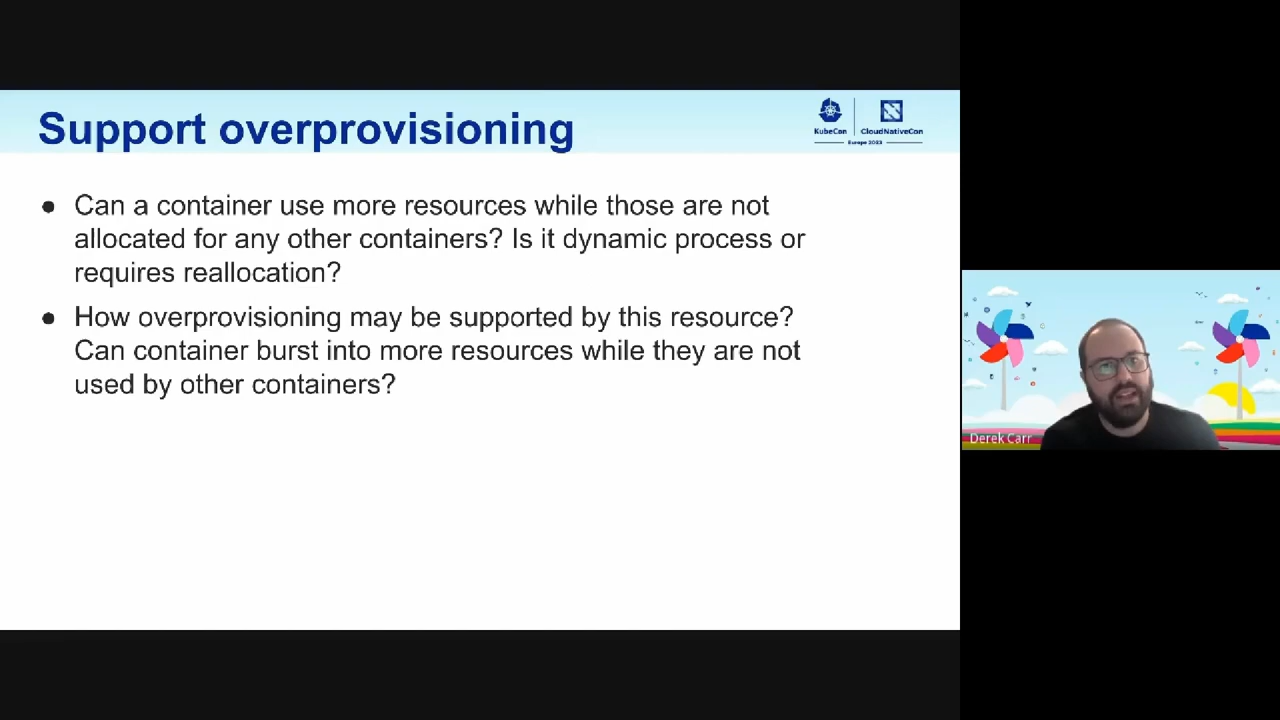 Support overprovisioning
KubeCon
CloudNativeCon
Europe 2023
● Can a container use more resources while those are not
allocated for any other containers? Is it dynamic process or
requires reallocation?
● How overprovisioning may be supported by this resource?
Can container burst into more resources while they are not
used by other containers?
Derek Carr